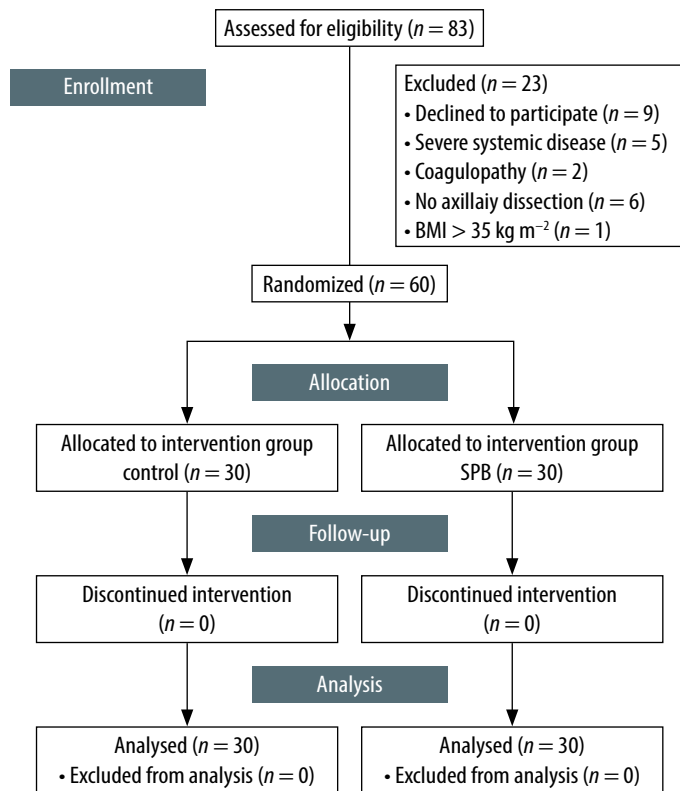 Assessed for eligibility (n = 83)
Enrollment
Excluded (n = 23)
• Declined to participate (n = 9)
• Severe systemic disease (n = 5)
• Coagulopathy (n = 2)
• No axillaiy dissection (n = 6)
• BMI > 35 kg m⁻² (n = 1)
Randomized (n = 60)
Allocation
Allocated to intervention group
control (n = 30)
Allocated to intervention group
SPB (n = 30)
Follow-up
Discontinued intervention
(n = 0)
Discontinued intervention
(n = 0)
Analysis
Analysed (n = 30)
• Excluded from analysis (n = 0)
Analysed (n = 30)
• Excluded from analysis (n = 0)